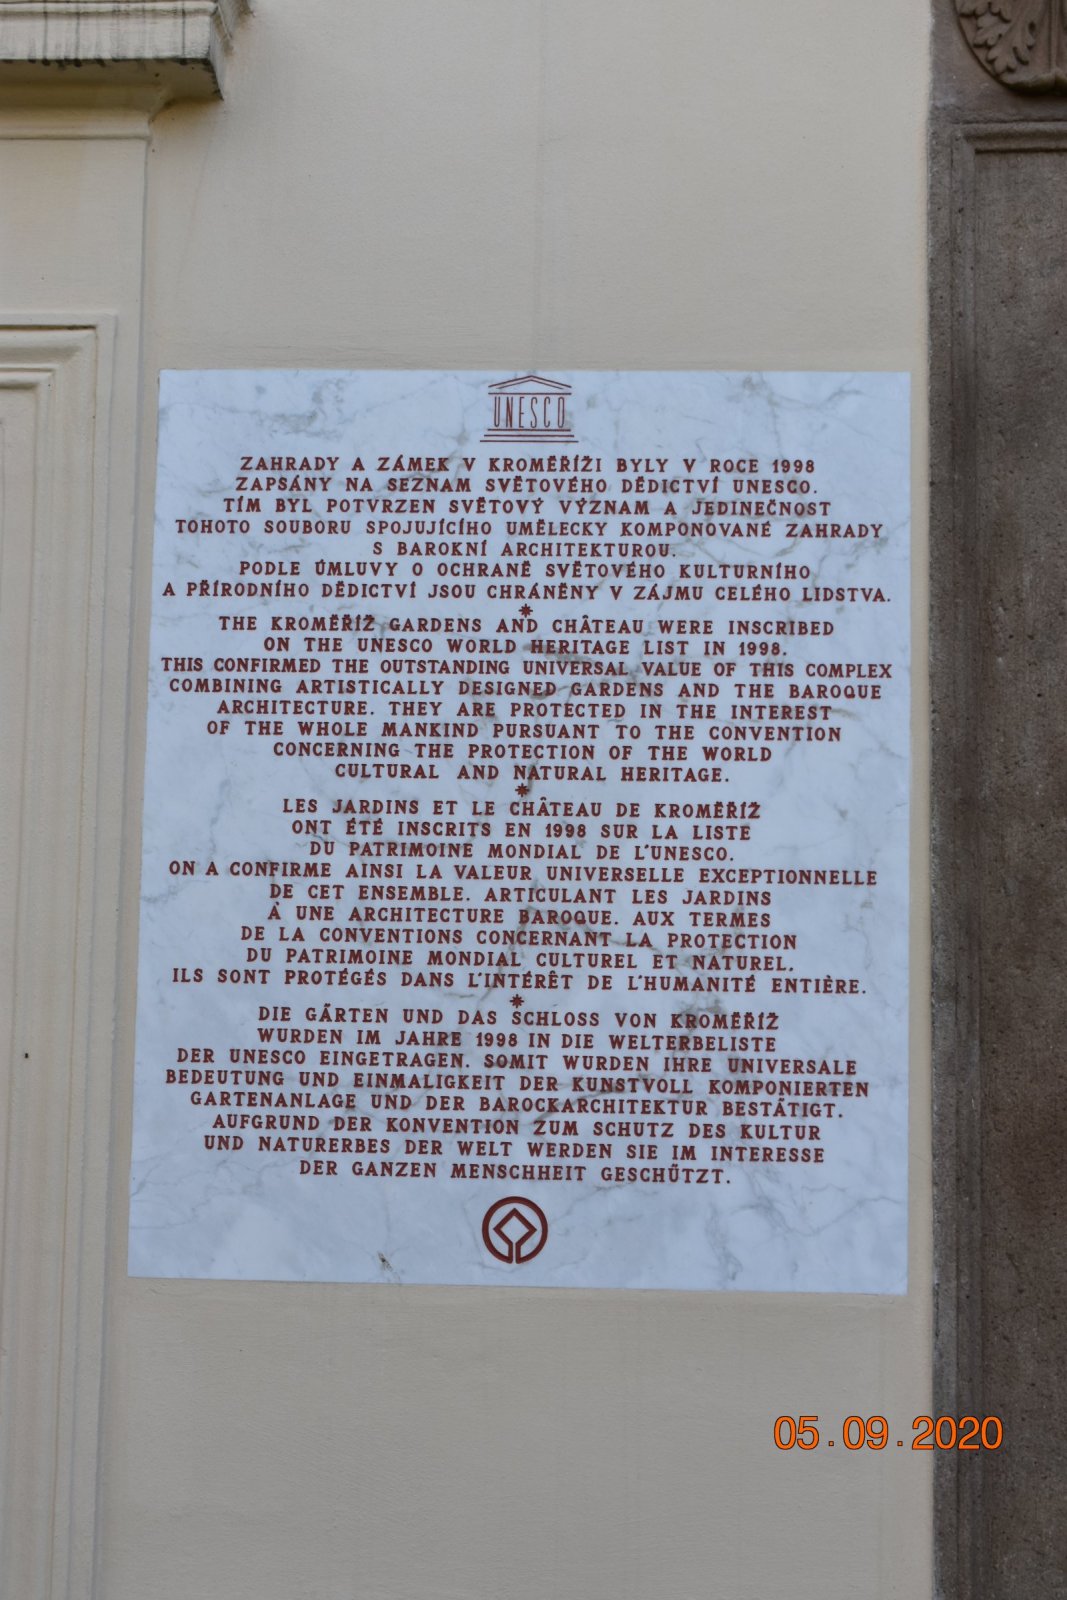 UNESCO
ZAHRADY A ZÁMEK V KROMĚŘÍŽI BYLY V ROCE 1998
ZAPSÁNY NA SEZNAM SVĚTOVÉHO DĚDICTVÍ UNESCO.
TÍM BYL POTVRZEN SVĚTOVÝ VÝZNAM A JEDINEČNOST
TOHOTO SOUBORU SPOJUJÍCÍHO UMĚLECKY KOMPONOVANÉ ZAHRADY
S BAROKNÍ ARCHITEKTUROU.
PODLE ÚMLUVY O OCHRANĚ SVĚTOVÉHO KULTURNÍHO
A PŘÍRODNÍHO DĚDICTVÍ JSOU CHRÁNĚNY V ZÁJMU CELÉHO LIDSTVA.
*
THE KROMĚŘÍŽ GARDENS AND CHÂTEAU WERE INSCRIBED
ON THE UNESCO WORLD HERITAGE LIST IN 1998.
THIS CONFIRMED THE OUTSTANDING UNIVERSAL VALUE OF THIS COMPLEX
COMBINING ARTISTICALLY DESIGNED GARDENS AND THE BAROQUE
ARCHITECTURE. THEY ARE PROTECTED IN THE INTEREST
OF THE WHOLE MANKIND PURSUANT TO THE CONVENTION
CONCERNING THE PROTECTION OF THE WORLD
CULTURAL AND NATURAL HERITAGE.
*
LES JARDINS ET LE CHÂTEAU DE KROMĚŘÍŽ
ONT ÉTÉ INSCRITS EN 1998 SUR LA LISTE
DU PATRIMOINE MONDIAL DE L'UNESCO.
ON A CONFIRME AINSI LA VALEUR UNIVERSELLE EXCEPTIONNELLE
DE CET ENSEMBLE. ARTICULANT LES JARDINS
À UNE ARCHITECTURE BAROQUE. AUX TERMES
DE LA CONVENTIONS CONCERNANT LA PROTECTION
DU PATRIMOINE MONDIAL CULTUREL ET NATUREL.
ILS SONT PROTÉGÉS DANS L'INTÉRÊT DE L'HUMANITÉ ENTIÈRE.
*
DIE GÄRTEN UND DAS SCHLOSS VON KROMĚŘÍŽ
WURDEN IM JAHRE 1998 IN DIE WELTERBELISTE
DER UNESCO EINGETRAGEN. SOMIT WURDEN IHRE UNIVERSALE
BEDEUTUNG UND EINMALIGKEIT DER KUNSTVOLL KOMPONIERTEN
GARTENANLAGE UND DER BAROCKARCHITEKTUR BESTÄTIGT.
AUFGRUND DER KONVENTION ZUM SCHUTZ DES KULTUR
UND NATURERBES DER WELT WERDEN SIE IM INTERESSE
DER GANZEN MENSCHHEIT GESCHÜTZT.
05.09.2020